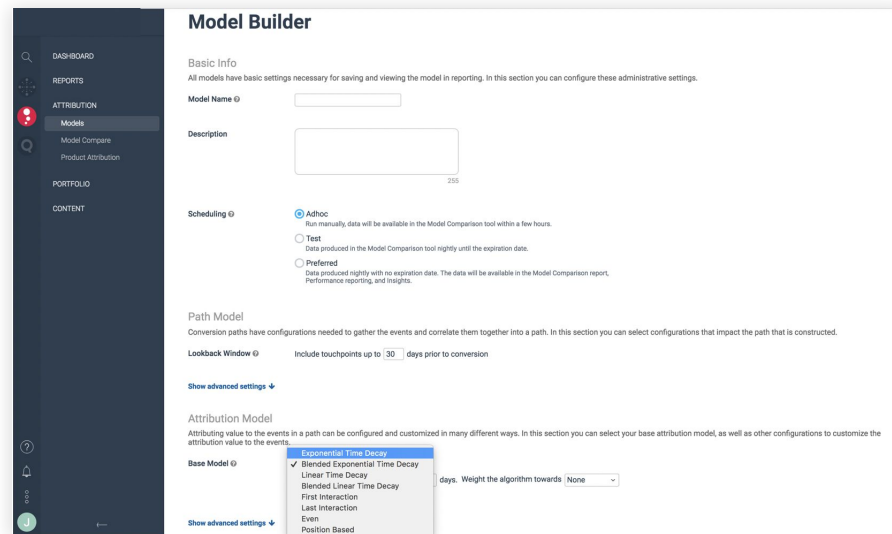 Model Builder
DASHBOARD
REPORTS
ATTRIBUTION
Models
Model Compare
Product Attribution
PORTFOLIO
CONTENT
J
Basic Info
All models have basic settings necessary for saving and viewing the model in reporting. In this section you can configure these administrative settings.
Model Name
Description
255
Scheduling
Adhoc
Run manually, data will be available in the Model Comparison tool within a few hours.
Test
Data produced in the Model Comparison tool nightly until the expiration date.
Preferred
Data produced nightly with no expiration date. The data will be available in the Model Comparison report,
Performance reporting, and Insights.
Path Model
Conversion paths have configurations needed to gather the events and correlate them together into a path. In this section you can select configurations that impact the path that is constructed.
Lookback Window Include touchpoints up to 30 days prior to conversion
Show advanced settings
Attribution Model
Attributing value to the events in a path can be configured and customized in many different ways. In this section you can select your base attribution model, as well as other configurations to customize the
attribution value to the events.
Base Model
Exponential Time Decay
Blended Exponential Time Decay
Linear Time Decay
days. Weight the algorithm towards None
Blended Linear Time Decay
First Interaction
Last Interaction
Even
Position Based
Show advanced settings